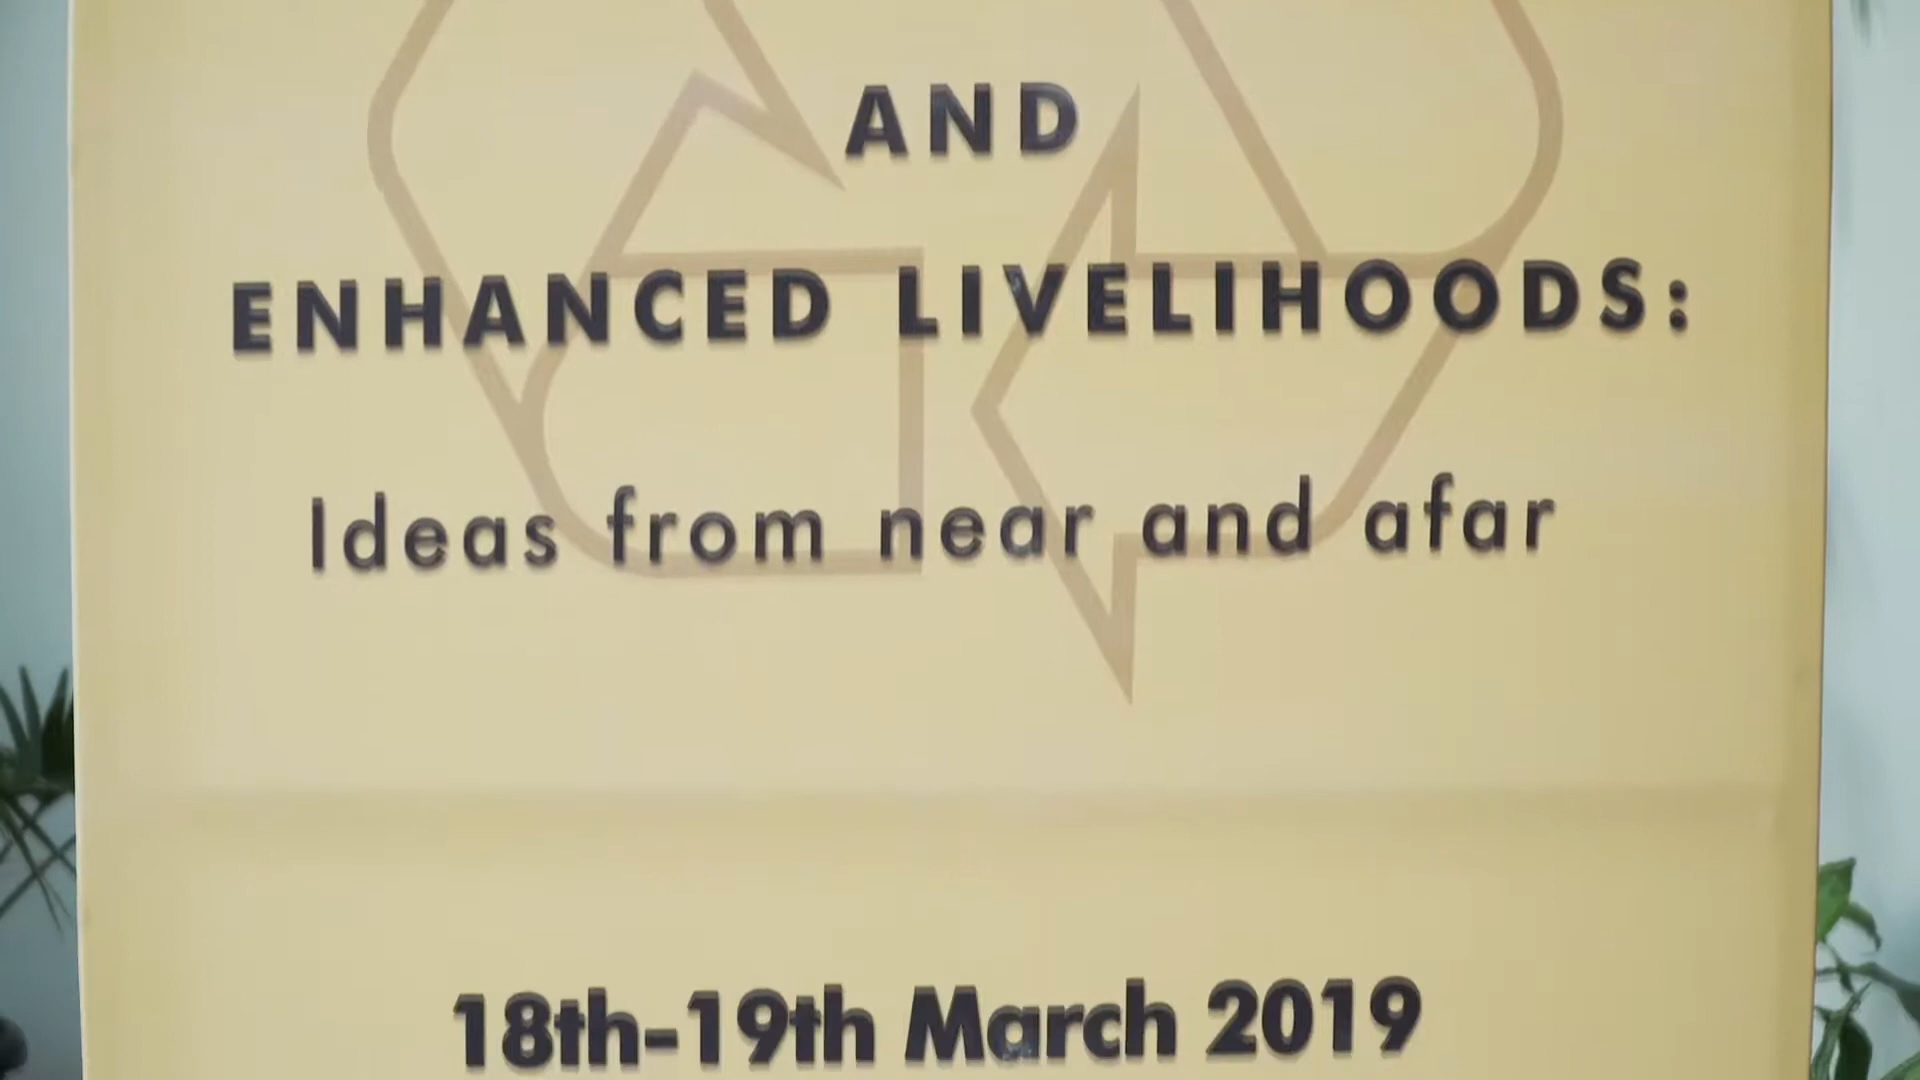 AND
ENHANCED LIVELIHOODS:
Ideas from near and afar
18th-19th March 2019